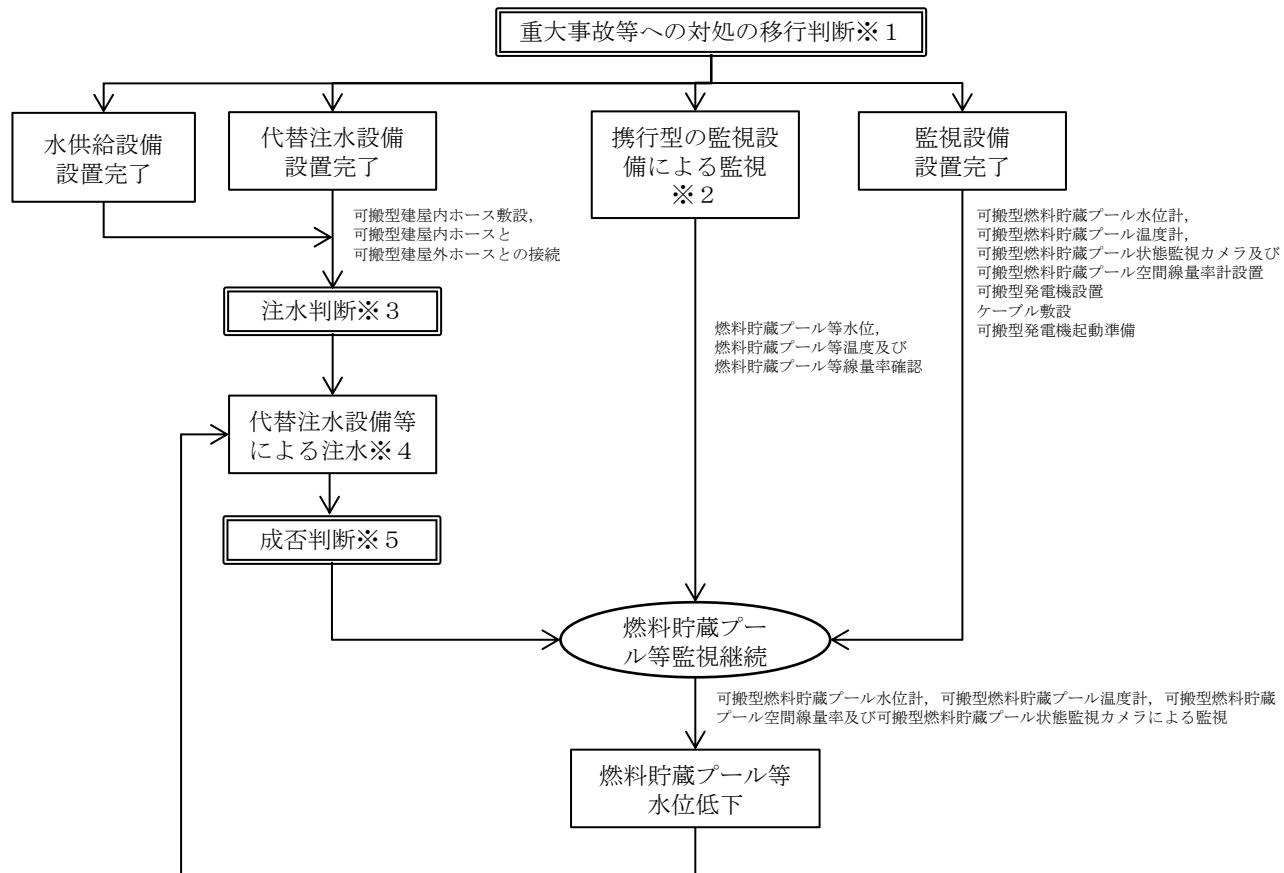 重大事故等への対処の移行判断※１
水供給設備
設置完了
代替注水設備
設置完了
携行型の監視設
備による監視
※２
監視設備
設置完了
可搬型建屋内ホース敷設，
可搬型建屋内ホースと
可搬型建屋外ホースとの接続
可搬型燃料貯蔵プール水位計，
可搬型燃料貯蔵プール温度計，
可搬型燃料貯蔵プール状態監視カメラ及び
可搬型燃料貯蔵プール空間線量率計設置
可搬型発電機設置
ケーブル敷設
可搬型発電機起動準備
注水判断※３
燃料貯蔵プール等水位，
燃料貯蔵プール等温度及び
燃料貯蔵プール等線量率確認
代替注水設備等
による注水※４
成否判断※５
燃料貯蔵プー
ル等監視継続
可搬型燃料貯蔵プール水位計，可搬型燃料貯蔵プール温度計，可搬型燃料貯蔵
プール空間線量率及び可搬型燃料貯蔵プール状態監視カメラによる監視
燃料貯蔵プール等
水位低下